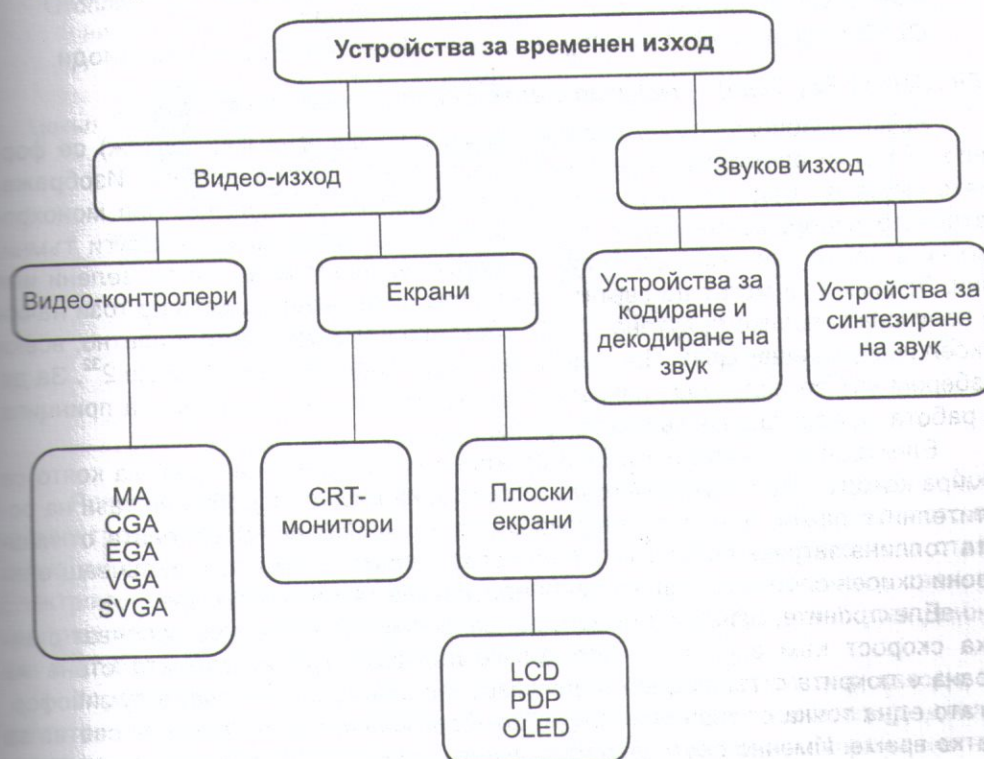 Устройства за временен изход
Видео-изход
Звуков изход
Видео-контролери
Екрани
Устройства за
кодиране и
декодиране на
звук
Устройства за
синтезиране
на звук
MA
CGA
EGA
VGA
SVGA
CRT-
монитори
Плоски
екрани
LCD
PDP
OLED